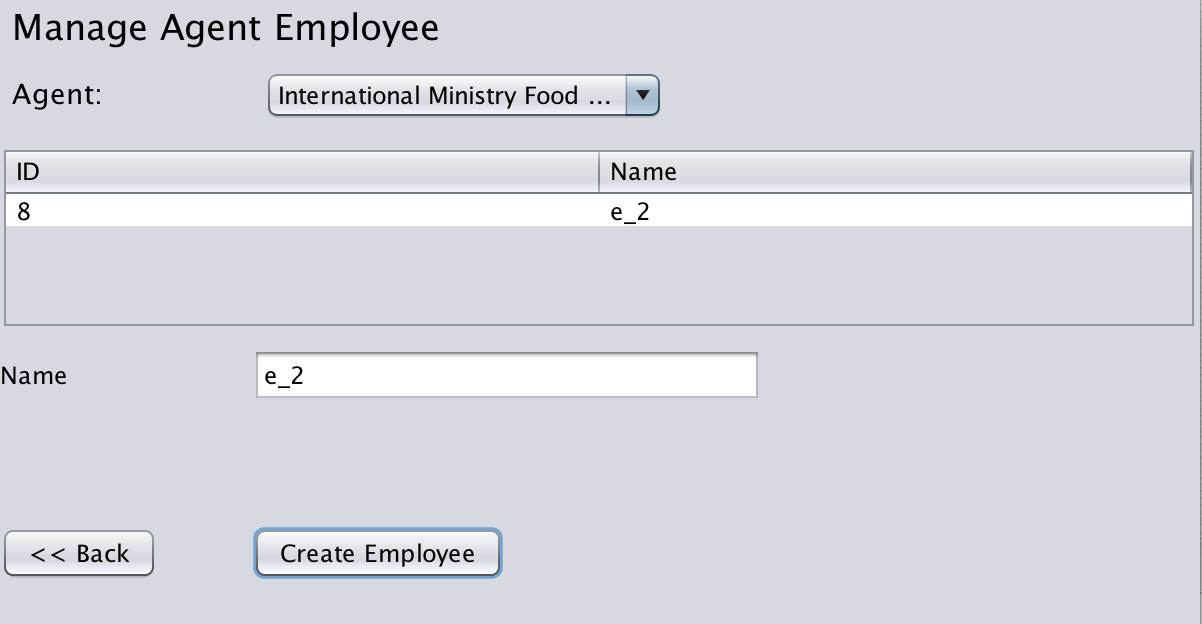 Manage Agent Employee
Agent: International Ministry Food ...
ID Name
8 e_2
Name e_2
<< Back Create Employee